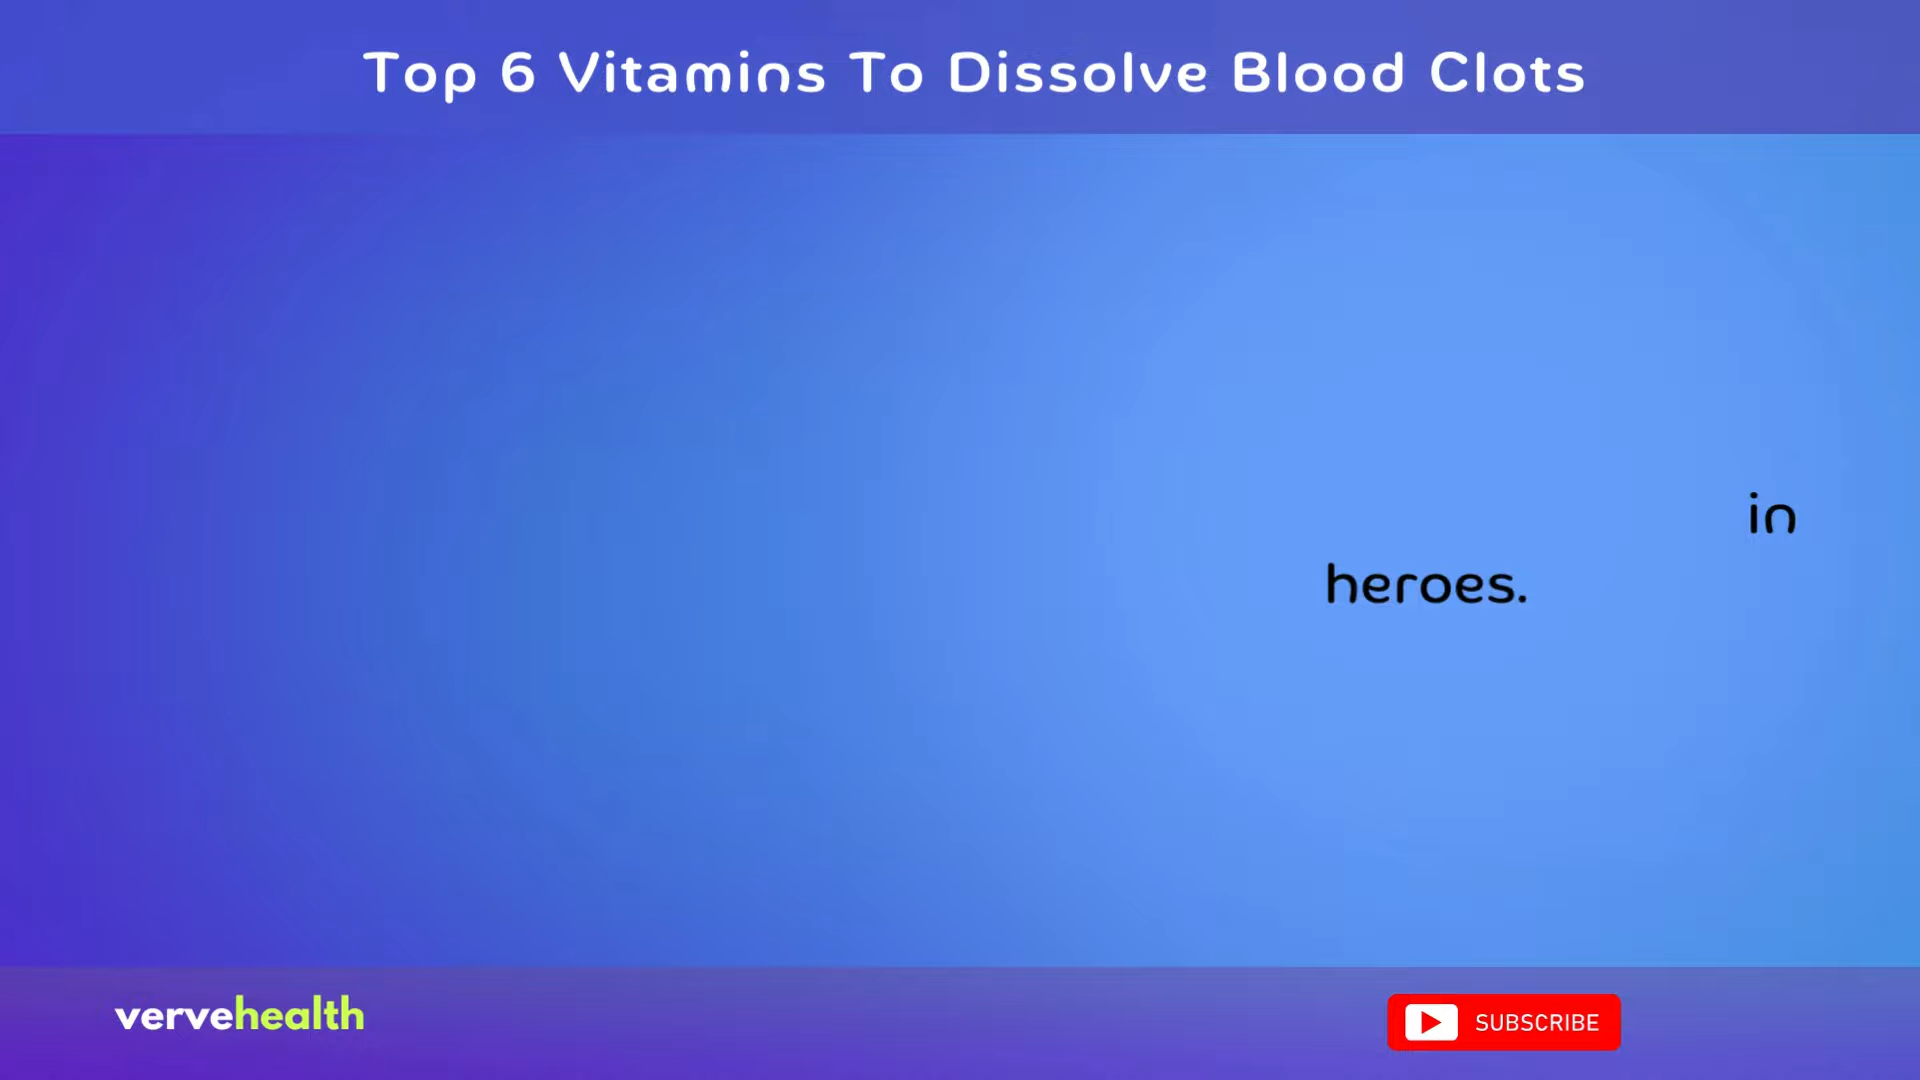 Top 6 Vitamins To Dissolve Blood Clots
in
heroes.
vervehealth
SUBSCRIBE